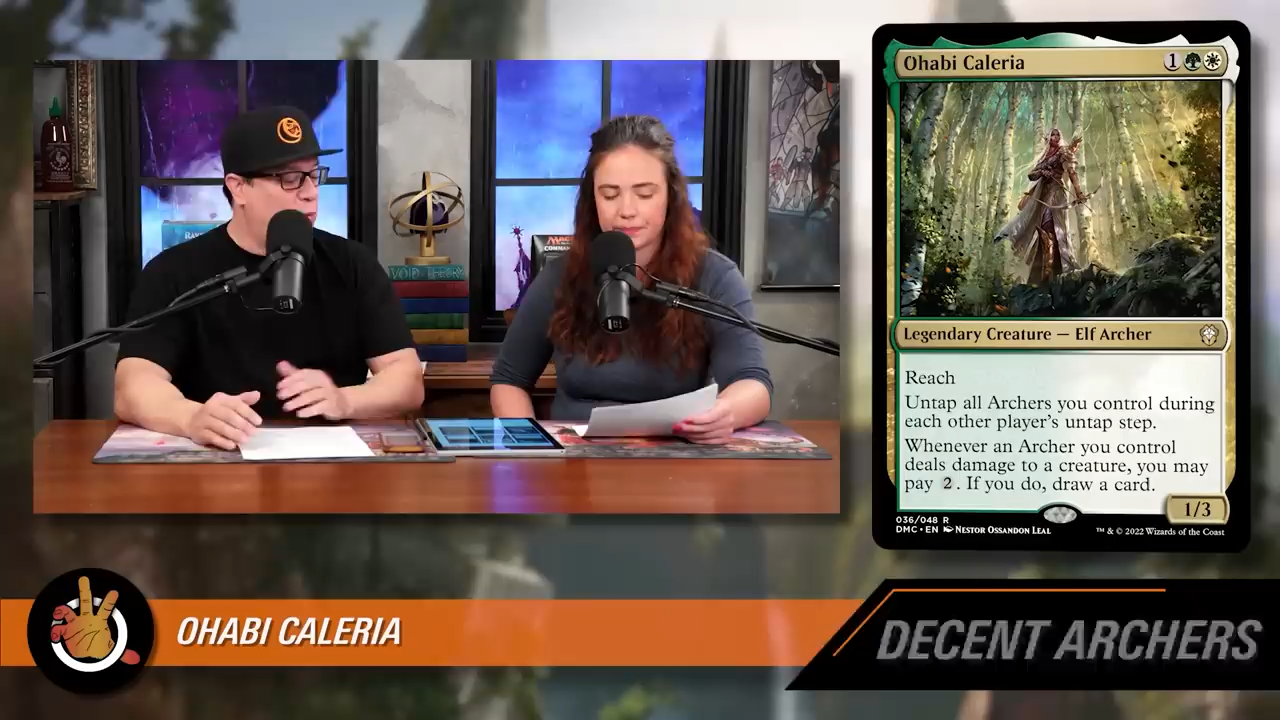 Ohabi Caleria
1
Legendary Creature — Elf Archer
Reach
Untap all Archers you control during
each other player's untap step.
Whenever an Archer you control
deals damage to a creature, you may
pay 2. If you do, draw a card.
1/3
036/048 R
DMC • EN NESTOR OSSANDON LEAL
™ & © 2022 Wizards of the Coast
OHABI CALERIA
DECENT ARCHERS